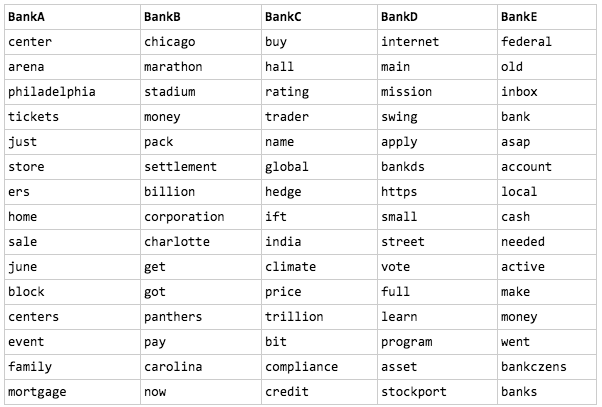 BankA BankB BankC BankD BankE
center chicago buy internet federal
arena marathon hall main old
philadelphia stadium rating mission inbox
tickets money trader swing bank
just pack name apply asap
store settlement global bankds account
ers billion hedge https local
home corporation ift small cash
sale charlotte india street needed
june get climate vote active
block got price full make
centers panthers trillion learn money
event pay bit program went
family carolina compliance asset bankczens
mortgage now credit stockport banks